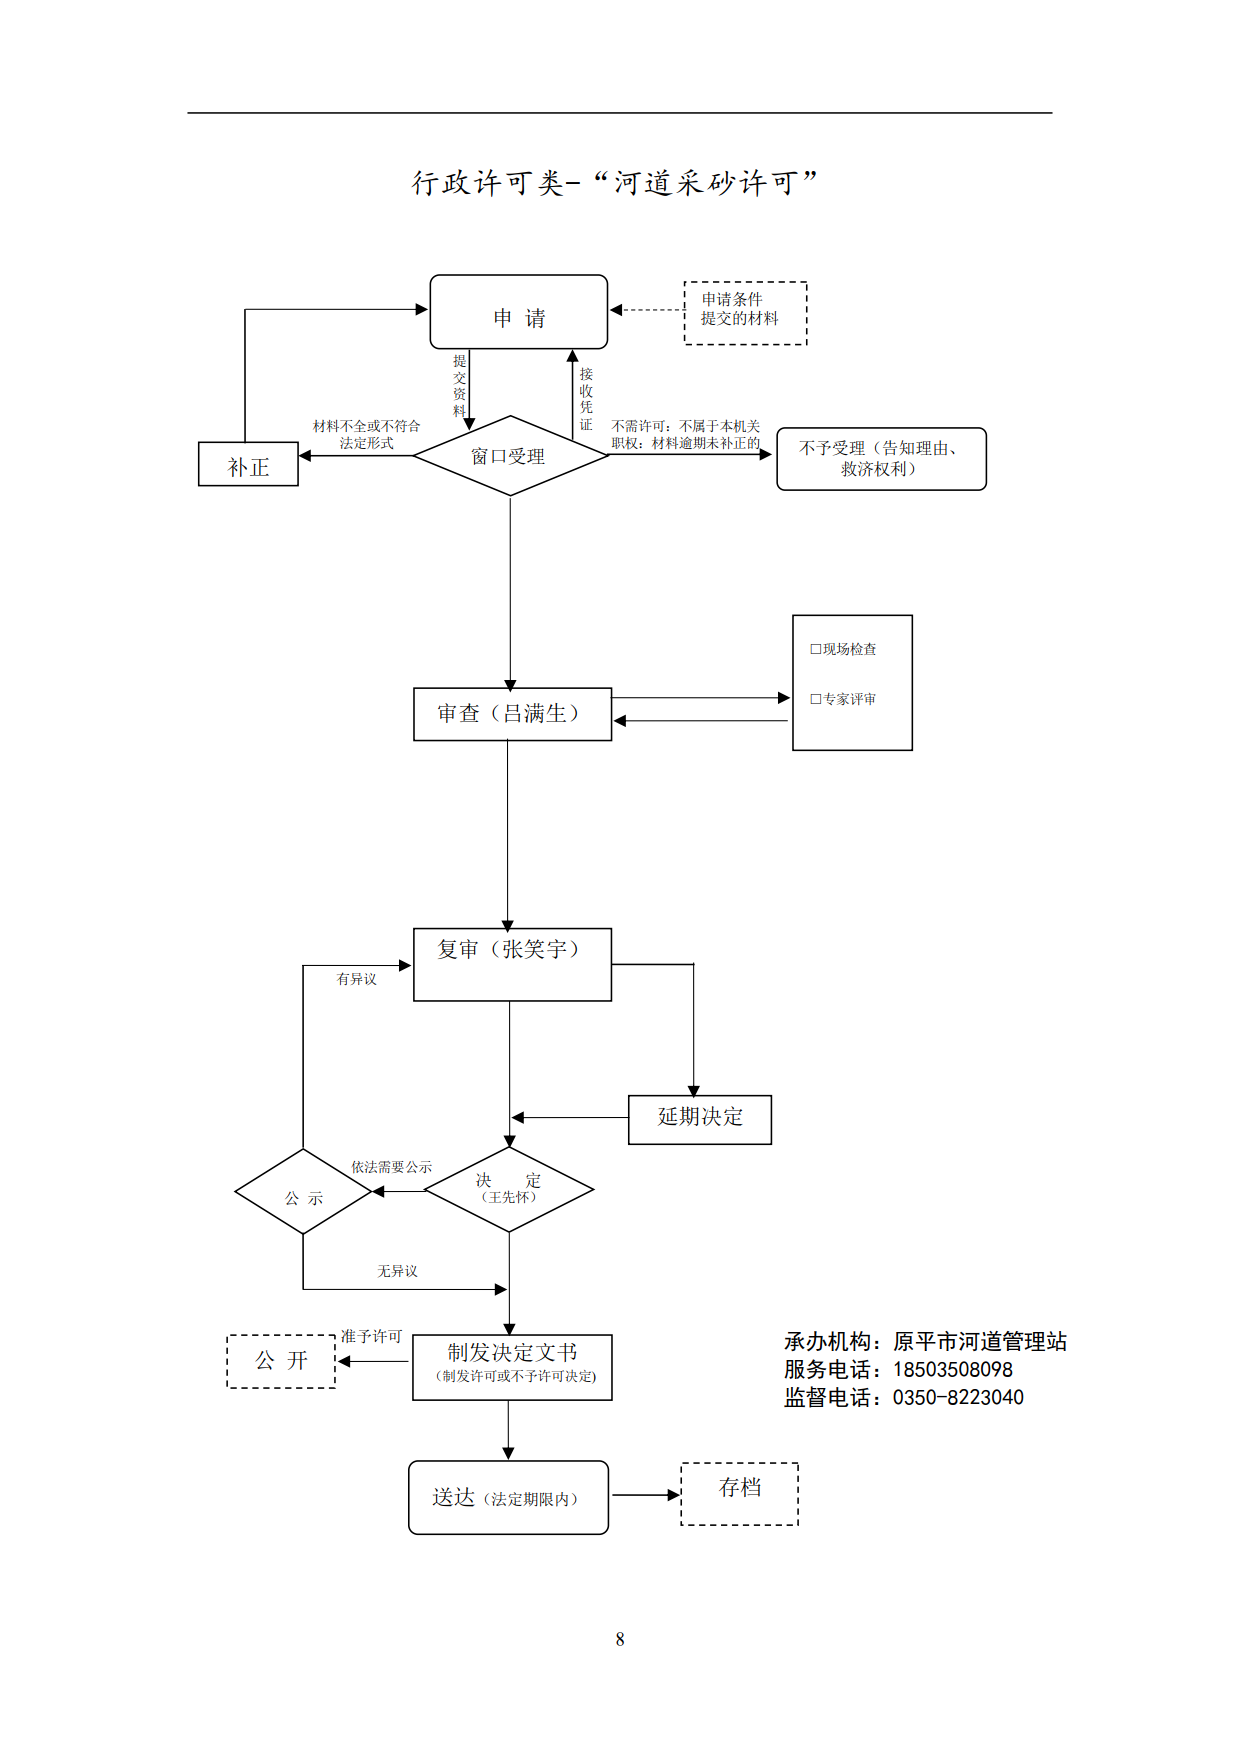 行政许可类-“河道采砂许可”
申 请
申请条件
提交的材料
提交资料
接收凭证
材料不全或不符合
法定形式
不需许可：不属于本机关
职权：材料逾期未补正的
补正
窗口受理
不予受理（告知理由、
救济权利）
□现场检查
□专家评审
审查（吕满生）
复审（张笑宇）
有异议
延期决定
依法需要公示
决 定
（王先怀）
公 示
无异议
准予许可
公 开
制发决定文书
（制发许可或不予许可决定)
承办机构：原平市河道管理站
服务电话：18503508098
监督电话：0350-8223040
送达（法定期限内）
存档
8